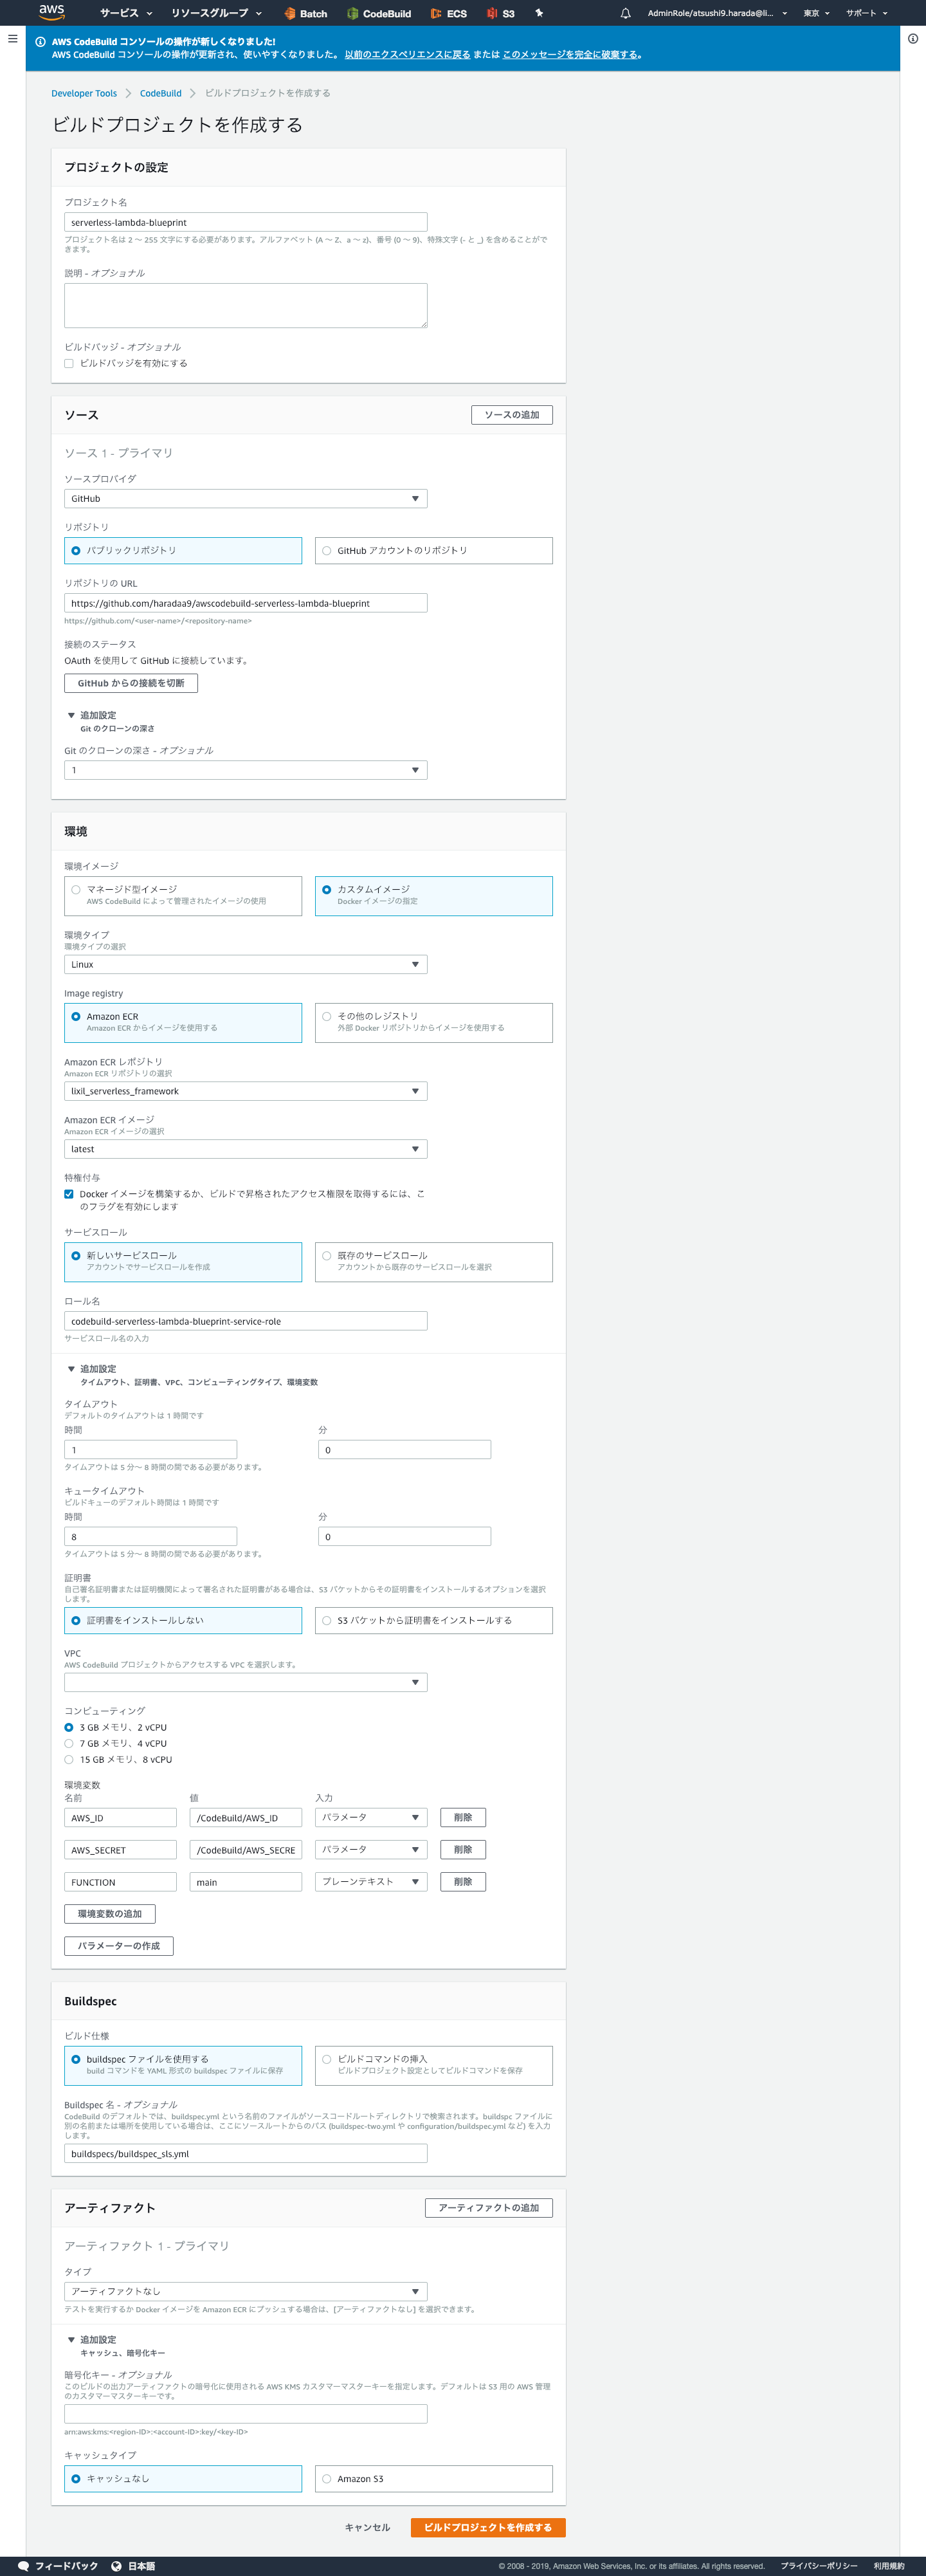 aws サービス リソースグループ Batch CodeBuild ECS S3 AdminRole/atsushi9.harada@li... 東京 サポート
AWS CodeBuild コンソールの操作が新しくなりました!
AWS CodeBuild コンソールの操作が更新され、使いやすくなりました。 以前のエクスペリエンスに戻る または このメッセージを完全に破棄する。
Developer Tools > CodeBuild > ビルドプロジェクトを作成する
ビルドプロジェクトを作成する
プロジェクトの設定
プロジェクト名
serverless-lambda-blueprint
プロジェクト名は 2 〜 255 文字にする必要があります。アルファベット (A 〜 Z、a 〜 z)、番号 (0 〜 9)、特殊文字 (- と _) を含めることがで
きます。
説明 - オプショナル
ビルドバッジ - オプショナル
ビルドバッジを有効にする
ソース ソースの追加
ソース 1 - プライマリ
ソースプロバイダ
GitHub
リポジトリ
パブリックリポジトリ GitHub アカウントのリポジトリ
リポジトリの URL
https://github.com/haradaa9/awscodebuild-serverless-lambda-blueprint
https://github.com/<user-name>/<repository-name>
接続のステータス
OAuth を使用して GitHub に接続しています。
GitHub からの接続を切断
追加設定
Git のクローンの深さ
Git のクローンの深さ - オプショナル
1
環境
環境イメージ
マネージド型イメージ カスタムイメージ
AWS CodeBuild によって管理されたイメージの使用 Docker イメージの指定
環境タイプ
環境タイプの選択
Linux
Image registry
Amazon ECR その他のレジストリ
Amazon ECR からイメージを使用する 外部 Docker リポジトリからイメージを使用する
Amazon ECR レポジトリ
Amazon ECR リポジトリの選択
lixil_serverless_framework
Amazon ECR イメージ
Amazon ECR イメージの選択
latest
特権付与
Docker イメージを構築するか、ビルドで昇格されたアクセス権限を取得するには、こ
のフラグを有効にします
サービスロール
新しいサービスロール 既存のサービスロール
アカウントでサービスロールを作成 アカウントから既存のサービスロールを選択
ロール名
codebuild-serverless-lambda-blueprint-service-role
サービスロール名の入力
追加設定
タイムアウト、証明書、VPC、コンピューティングタイプ、環境変数
タイムアウト
デフォルトのタイムアウトは 1 時間です
時間 分
1 0
タイムアウトは 5 分〜 8 時間の間である必要があります。
キュータイムアウト
ビルドキューのデフォルト時間は 1 時間です
時間 分
8 0
タイムアウトは 5 分〜 8 時間の間である必要があります。
証明書
自己署名証明書または証明機関によって署名された証明書がある場合は、S3 バケットからその証明書をインストールするオプションを選択
します。
証明書をインストールしない S3 バケットから証明書をインストールする
VPC
AWS CodeBuild プロジェクトからアクセスする VPC を選択します。
コンピューティング
3 GB メモリ、2 vCPU
7 GB メモリ、4 vCPU
15 GB メモリ、8 vCPU
環境変数
名前 値 入力
AWS_ID /CodeBuild/AWS_ID パラメータ 削除
AWS_SECRET /CodeBuild/AWS_SECRE パラメータ 削除
FUNCTION main プレーンテキスト 削除
環境変数の追加
パラメーターの作成
Buildspec
ビルド仕様
buildspec ファイルを使用する ビルドコマンドの挿入
build コマンドを YAML 形式の buildspec ファイルに保存 ビルドプロジェクト設定としてビルドコマンドを保存
Buildspec 名 - オプショナル
CodeBuild のデフォルトでは、buildspec.yml という名前のファイルがソースコードルートディレクトリで検索されます。buildspc ファイルに
別の名前または場所を使用している場合は、ここにソースルートからのパス (buildspec-two.yml や configuration/buildspec.yml など) を入力
します。
buildspecs/buildspec_sls.yml
アーティファクト アーティファクトの追加
アーティファクト 1 - プライマリ
タイプ
アーティファクトなし
テストを実行するか Docker イメージを Amazon ECR にプッシュする場合は、[アーティファクトなし] を選択できます。
追加設定
キャッシュ、暗号化キー
暗号化キー - オプショナル
このビルドの出力アーティファクトの暗号化に使用される AWS KMS カスタマーマスターキーを指定します。デフォルトは S3 用の AWS 管理
のカスタマーマスターキーです。
arn:aws:kms:<region-ID>:<account-ID>:key/<key-ID>
キャッシュタイプ
キャッシュなし Amazon S3
キャンセル ビルドプロジェクトを作成する
フィードバック 日本語 © 2008 - 2019, Amazon Web Services, Inc. or its affiliates. All rights reserved. プライバシーポリシー 利用規約